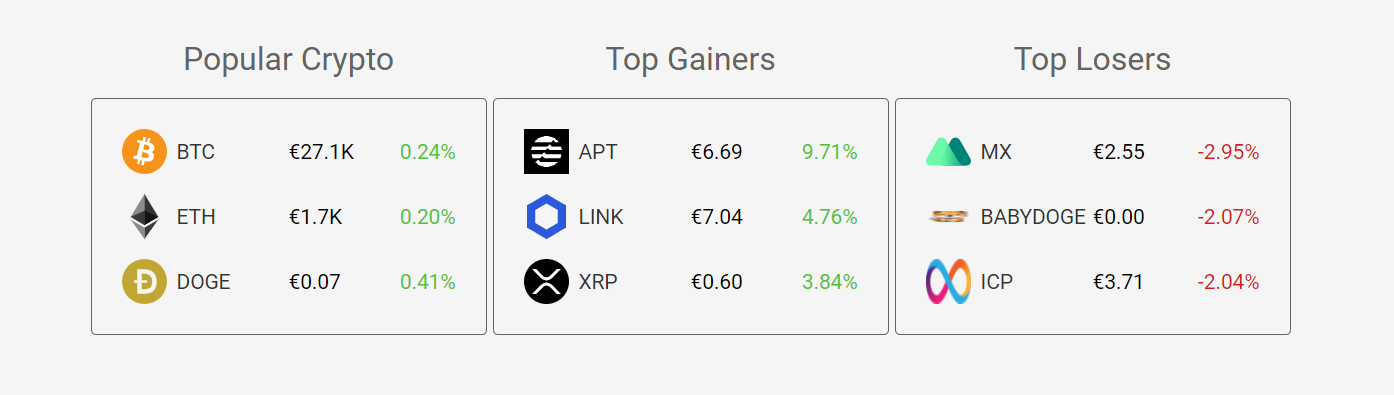 Popular Crypto
BTC €27.1K 0.24%
ETH €1.7K 0.20%
DOGE €0.07 0.41%
Top Gainers
APT €6.69 9.71%
LINK €7.04 4.76%
XRP €0.60 3.84%
Top Losers
MX €2.55 -2.95%
BABYDOGE €0.00 -2.07%
ICP €3.71 -2.04%